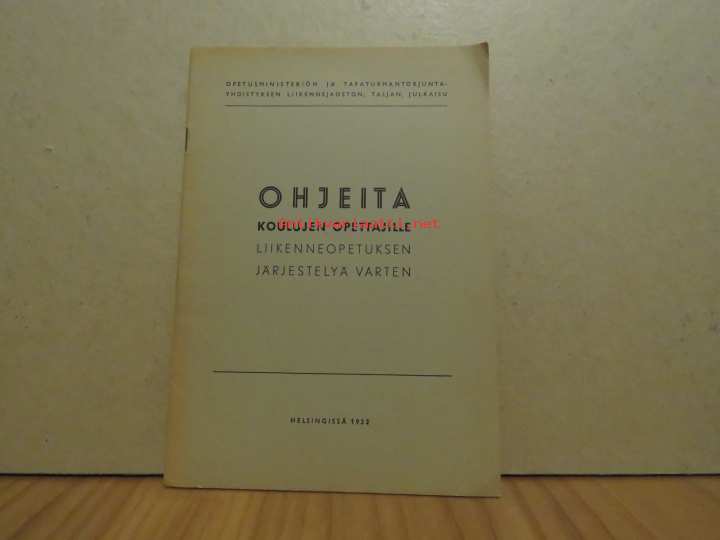 OPETUSMINISTERIÖN JA TAPATURMANTORJUNTA-
YHDISTYKSEN LIIKENNEJAOSTON, TALJAN, JULKAISU
OHJEITA
KOULUJEN OPETTAJILLE
LIIKENNEOPETUKSEN
JÄRJESTELYÄ VARTEN
HELSINGISSÄ 1952